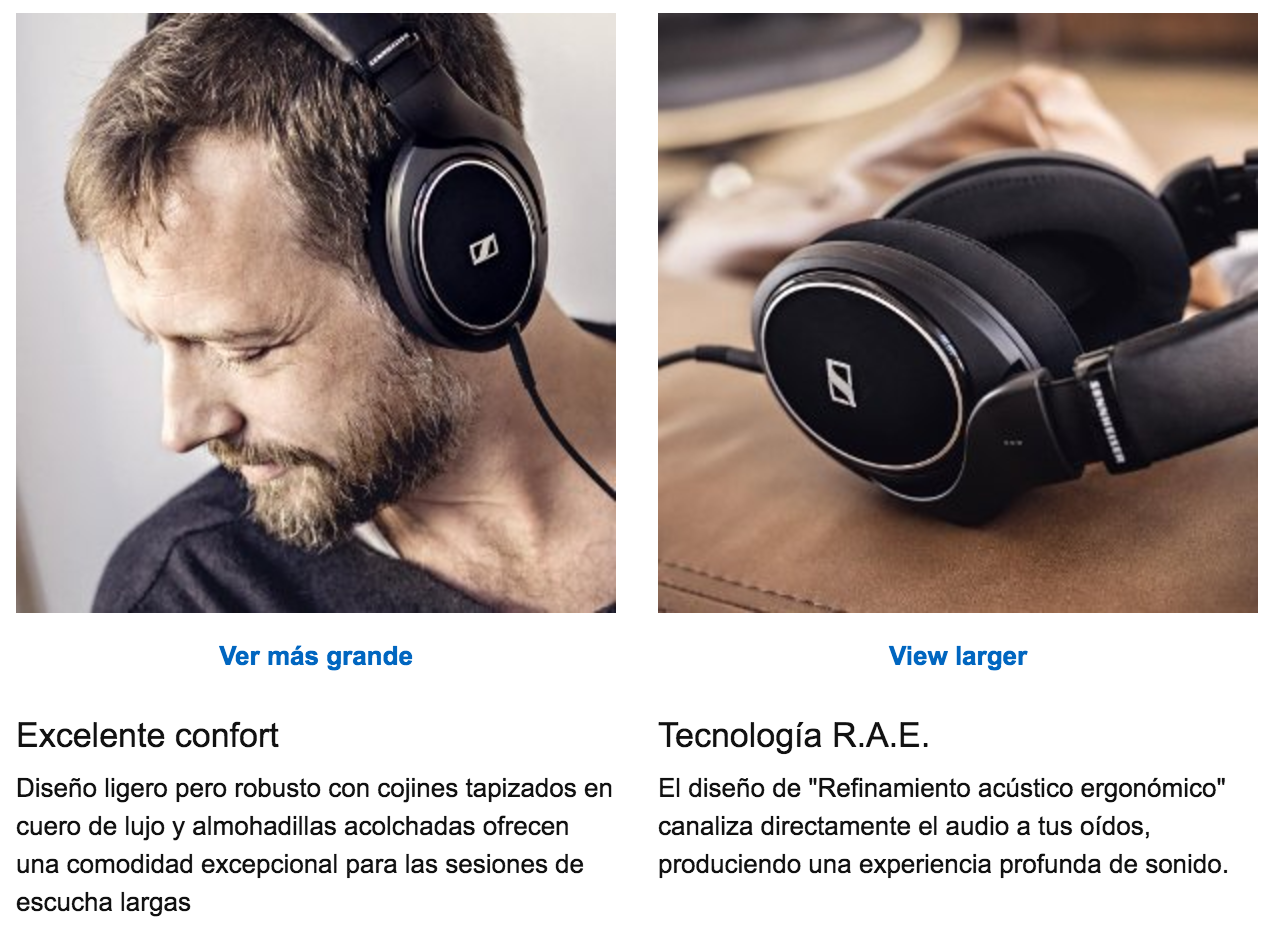 SENNHEISER
SENNHEISER
Ver más grande
View larger
Excelente confort
Diseño ligero pero robusto con cojines tapizados en
cuero de lujo y almohadillas acolchadas ofrecen
una comodidad excepcional para las sesiones de
escucha largas
Tecnología R.A.E.
El diseño de "Refinamiento acústico ergonómico"
canaliza directamente el audio a tus oídos,
produciendo una experiencia profunda de sonido.